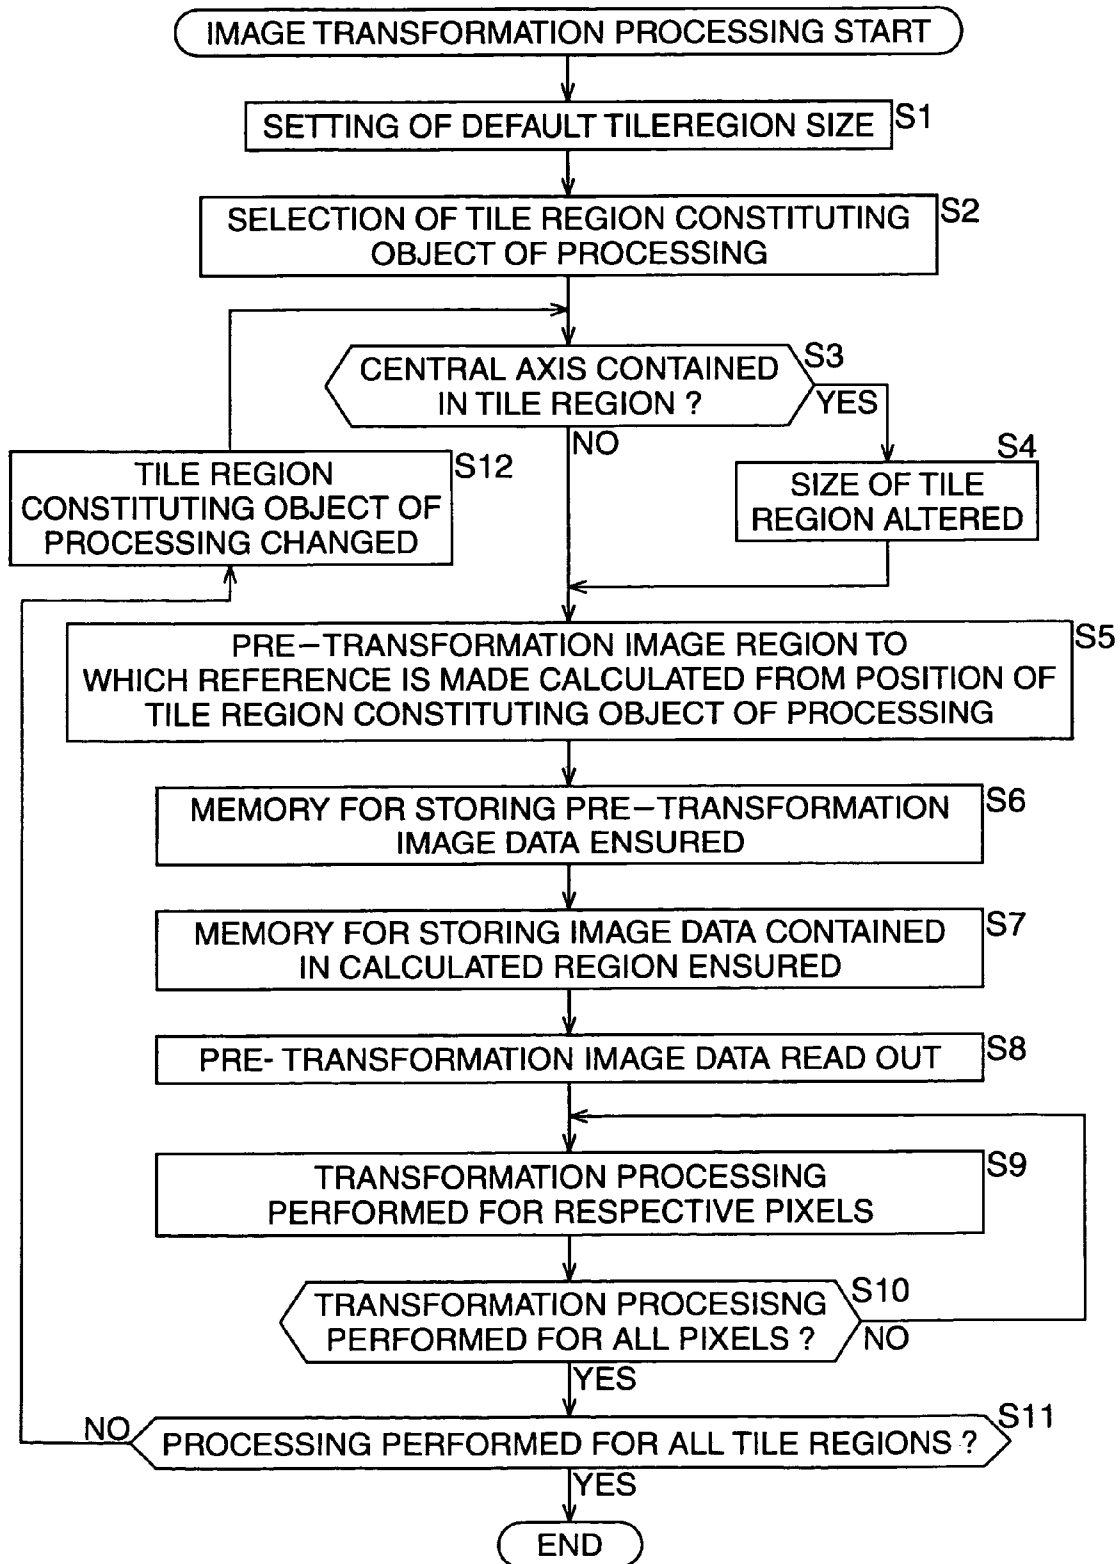 IMAGE TRANSFORMATION PROCESSING START
SETTING OF DEFAULT TILEREGION SIZE
S1
SELECTION OF TILE REGION CONSTITUTING
OBJECT OF PROCESSING
S2
CENTRAL AXIS CONTAINED
IN TILE REGION ?
S3
YES
NO
S4
SIZE OF TILE
REGION ALTERED
TILE REGION
CONSTITUTING OBJECT OF
PROCESSING CHANGED
S12
PRE-TRANSFORMATION IMAGE REGION TO
WHICH REFERENCE IS MADE CALCULATED FROM POSITION OF
TILE REGION CONSTITUTING OBJECT OF PROCESSING
S5
MEMORY FOR STORING PRE-TRANSFORMATION
IMAGE DATA ENSURED
S6
MEMORY FOR STORING IMAGE DATA CONTAINED
IN CALCULATED REGION ENSURED
S7
PRE- TRANSFORMATION IMAGE DATA READ OUT
S8
TRANSFORMATION PROCESSING
PERFORMED FOR RESPECTIVE PIXELS
S9
TRANSFORMATION PROCESISNG
PERFORMED FOR ALL PIXELS ?
S10
NO
YES
NO
PROCESSING PERFORMED FOR ALL TILE REGIONS ?
S11
YES
END